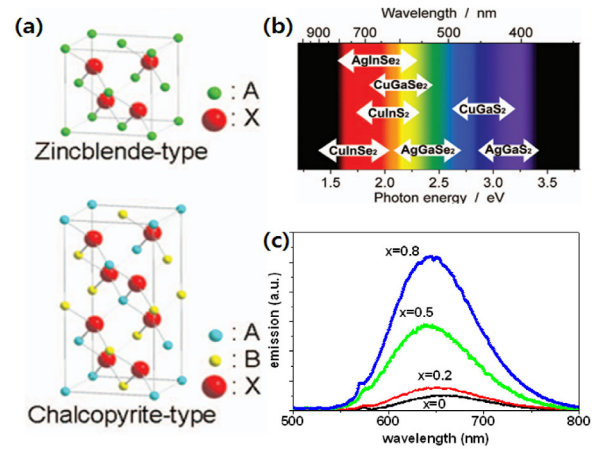 (a)
: A
: X
Zincblende-type
: A
: B
: X
Chalcopyrite-type
(b)
Wavelength / nm
900 800 700 600 500 400
AgInSe₂
CuGaSe₂
CuInS₂ CuGaS₂
CuInSe₂ AgGaSe₂ AgGaS₂
1.5 2.0 2.5 3.0 3.5
Photon energy / eV
(c)
x=0.8
x=0.5
x=0.2
x=0
emission (a.u.)
500 600 700 800
wavelength (nm)